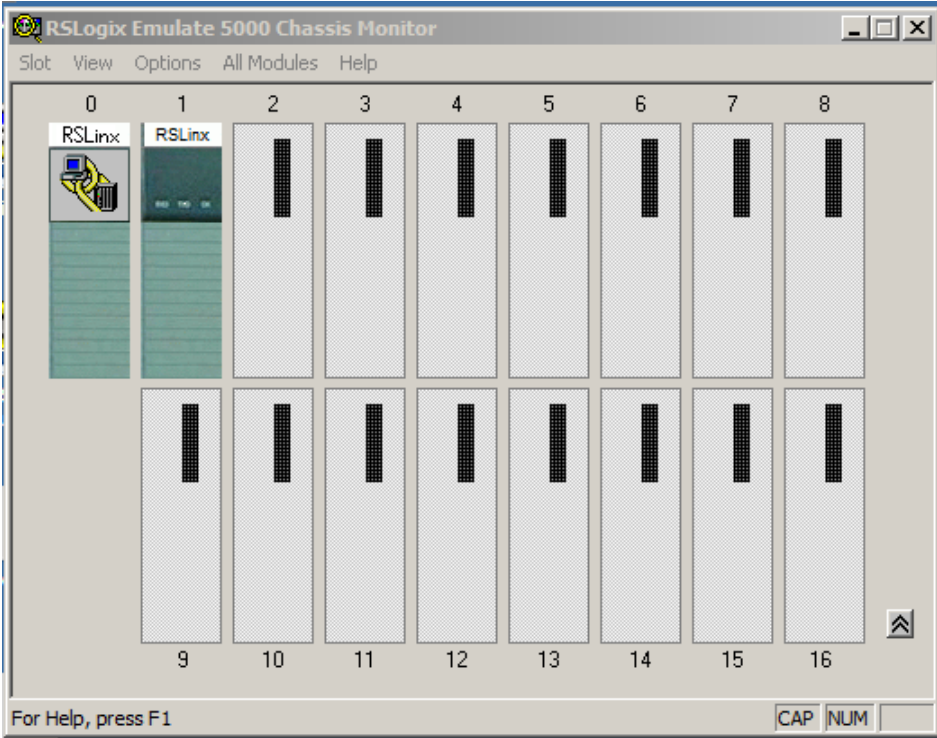 RSLogix Emulate 5000 Chassis Monitor
Slot View Options All Modules Help
0 1 2 3 4 5 6 7 8
RSLinx RSLinx
9 10 11 12 13 14 15 16
For Help, press F1 CAP NUM